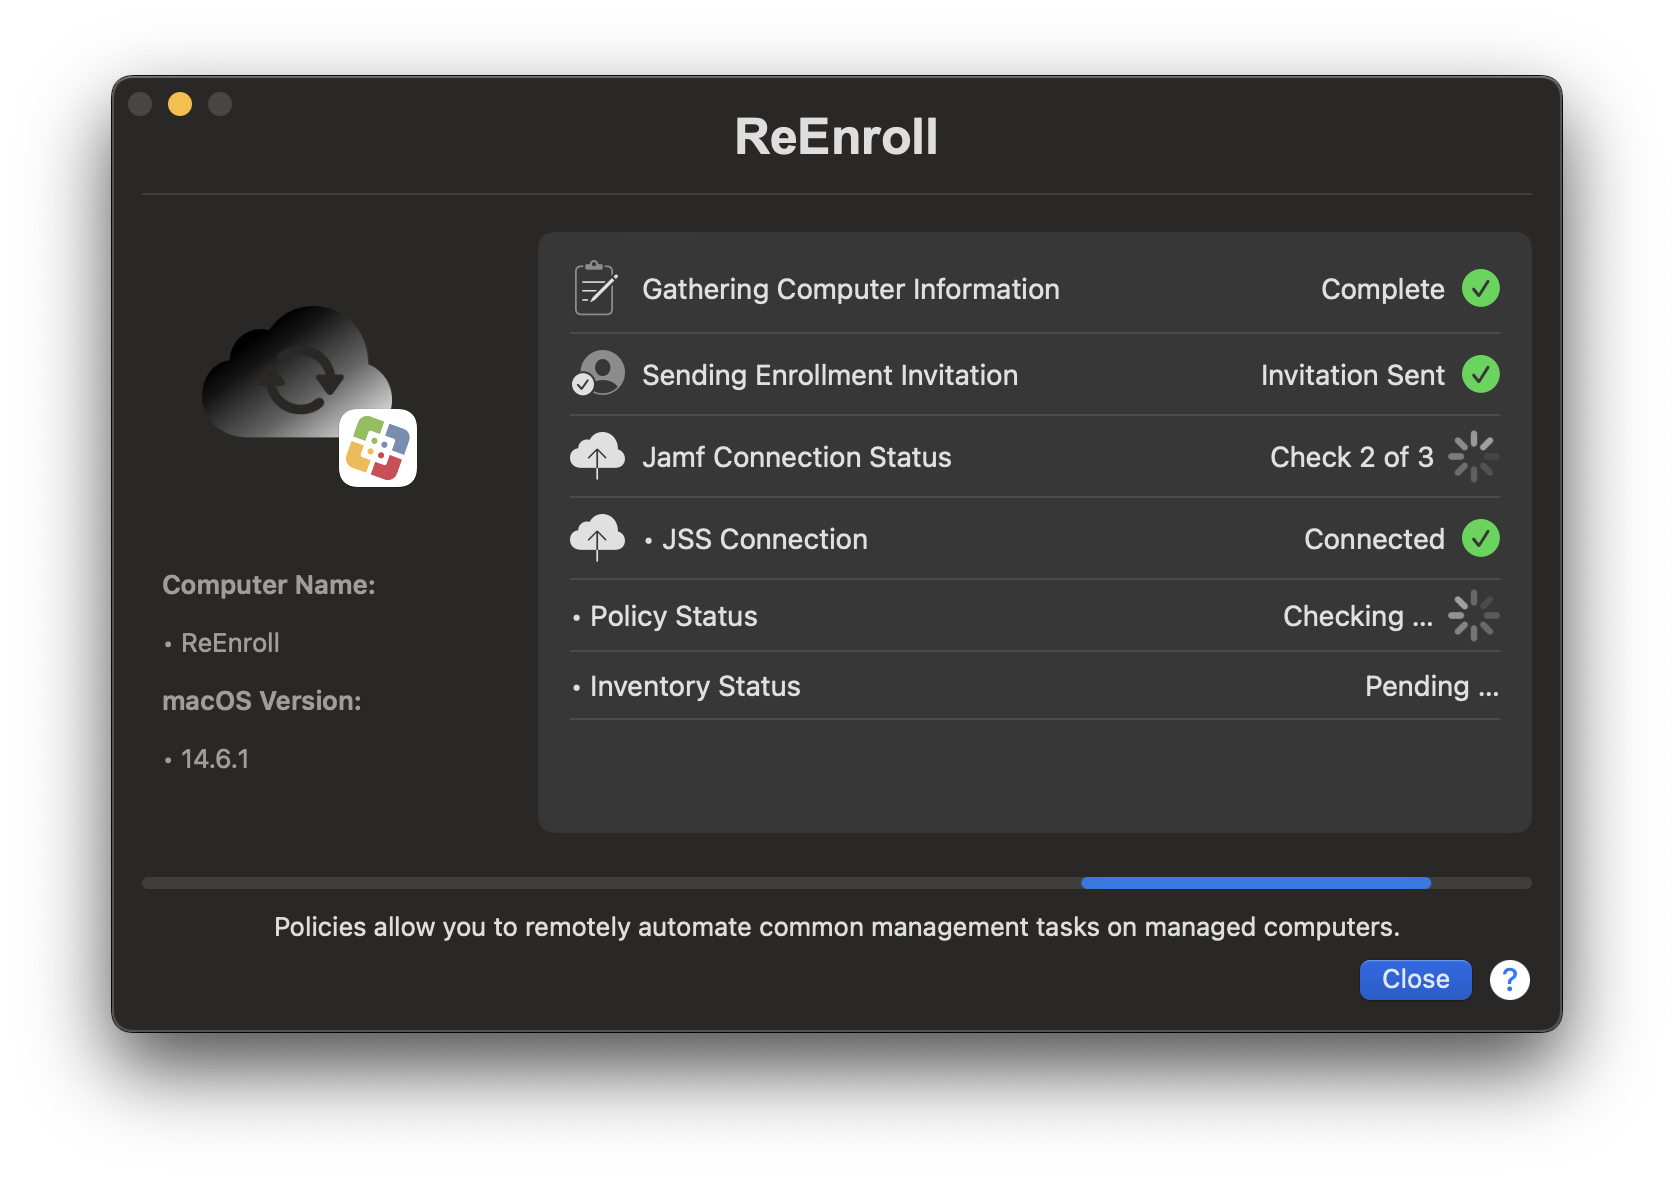 ReEnroll
Computer Name:
• ReEnroll
macOS Version:
• 14.6.1
Gathering Computer Information Complete
Sending Enrollment Invitation Invitation Sent
Jamf Connection Status Check 2 of 3
• JSS Connection Connected
• Policy Status Checking ...
• Inventory Status Pending ...
Policies allow you to remotely automate common management tasks on managed computers.
Close ?